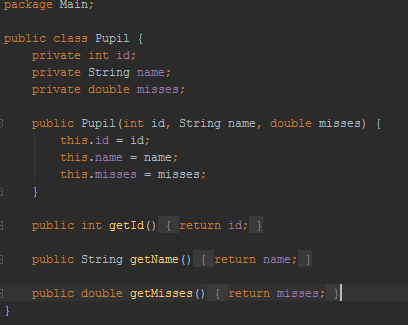 package Main;
public class Pupil {
private int id;
private String name;
private double misses;
public Pupil(int id, String name, double misses) {
this.id = id;
this.name = name;
this.misses = misses;
}
public int getId() { return id; }
public String getName() { return name; }
public double getMisses() { return misses; }
}